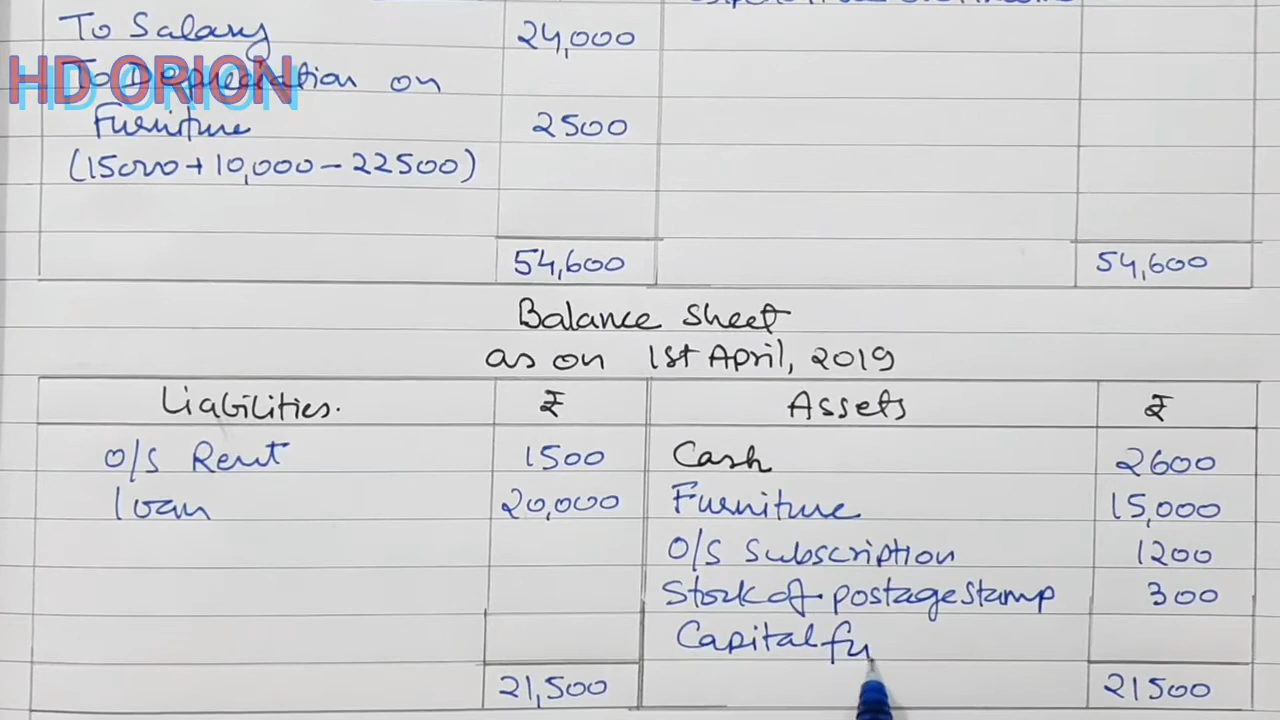 To Salary 24,000
HD ORION
To Depreciation on
Furniture 2500
(15000+10,000-22500)
54,600 54,600
Balance Sheet
as on 1st April, 2019
Liabilities. ₹ Assets ₹
O/S Rent 1500 Cash 2600
loan 20,000 Furniture 15,000
O/S Subscription 1200
Stock of postage stamp 300
Capital fu
21,500 21500